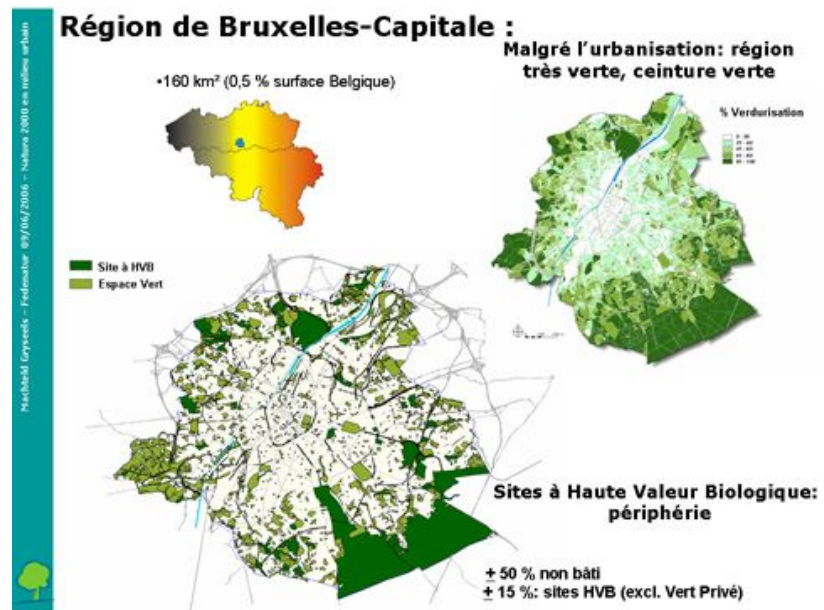 Région de Bruxelles-Capitale :
•160 km² (0,5 % surface Belgique)
Malgré l'urbanisation: région
très verte, ceinture verte
% Verdurisation
Site à HVB
Espace Vert
Sites à Haute Valeur Biologique:
périphérie
+ 50 % non bâti
+ 15 %: sites HVB (excl. Vert Privé)
Machteld Gryseels – Fedenatur 09/06/2006 – Natura 2000 en milieu urbain